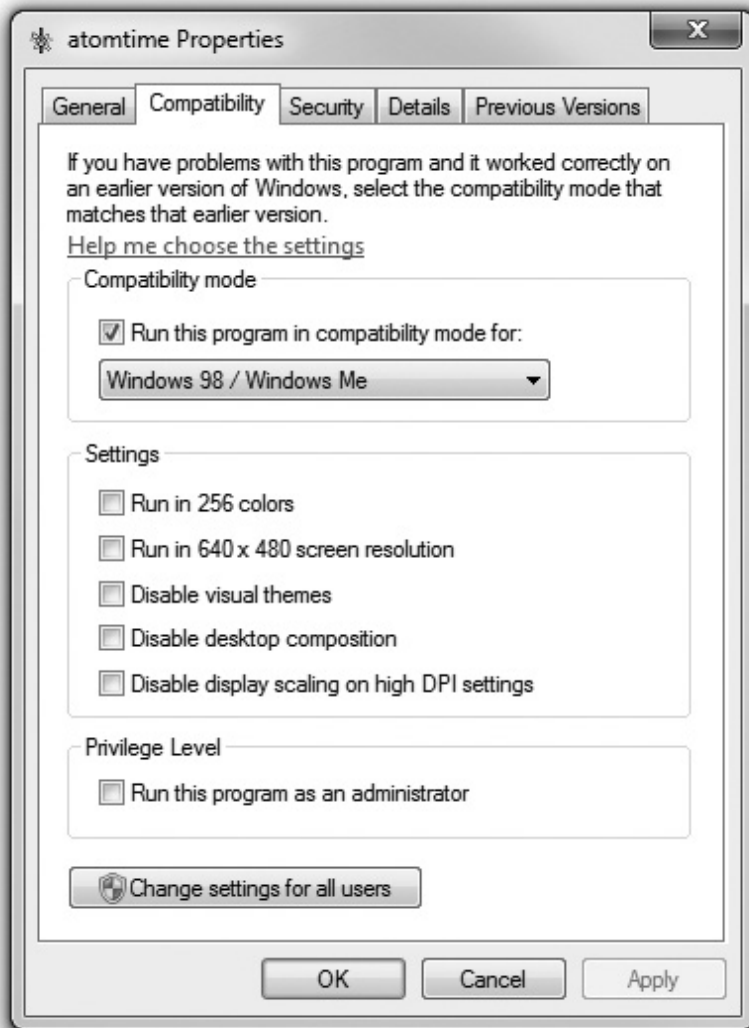 atomtime Properties
X
General Compatibility Security Details Previous Versions
If you have problems with this program and it worked correctly on
an earlier version of Windows, select the compatibility mode that
matches that earlier version.
Help me choose the settings
Compatibility mode
Run this program in compatibility mode for:
Windows 98 / Windows Me
Settings
Run in 256 colors
Run in 640 x 480 screen resolution
Disable visual themes
Disable desktop composition
Disable display scaling on high DPI settings
Privilege Level
Run this program as an administrator
Change settings for all users
OK Cancel Apply